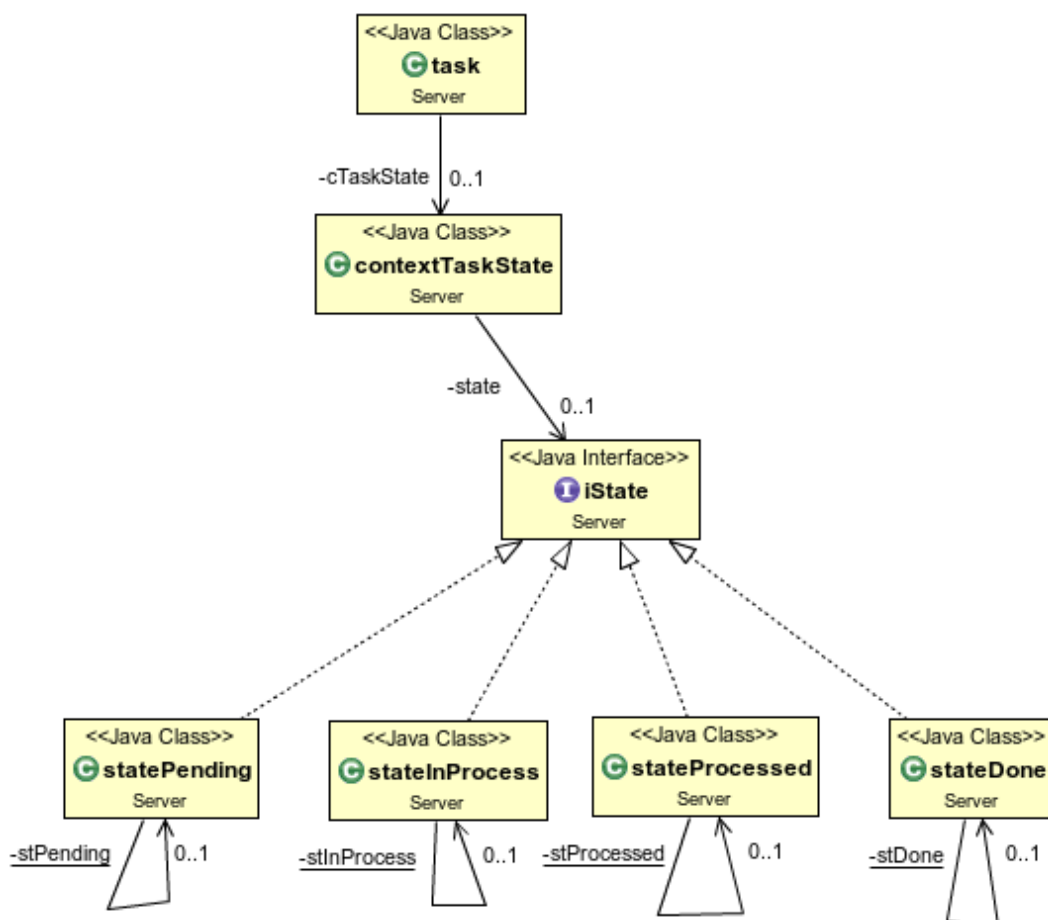 <<Java Class>>
C task
Server
-cTaskState 0..1
<<Java Class>>
C contextTaskState
Server
-state
0..1
<<Java Interface>>
I iState
Server
<<Java Class>>
C statePending
Server
<<Java Class>>
C stateInProcess
Server
<<Java Class>>
C stateProcessed
Server
<<Java Class>>
C stateDone
Server
-stPending 0..1
-stInProcess 0..1
-stProcessed 0..1
-stDone 0..1